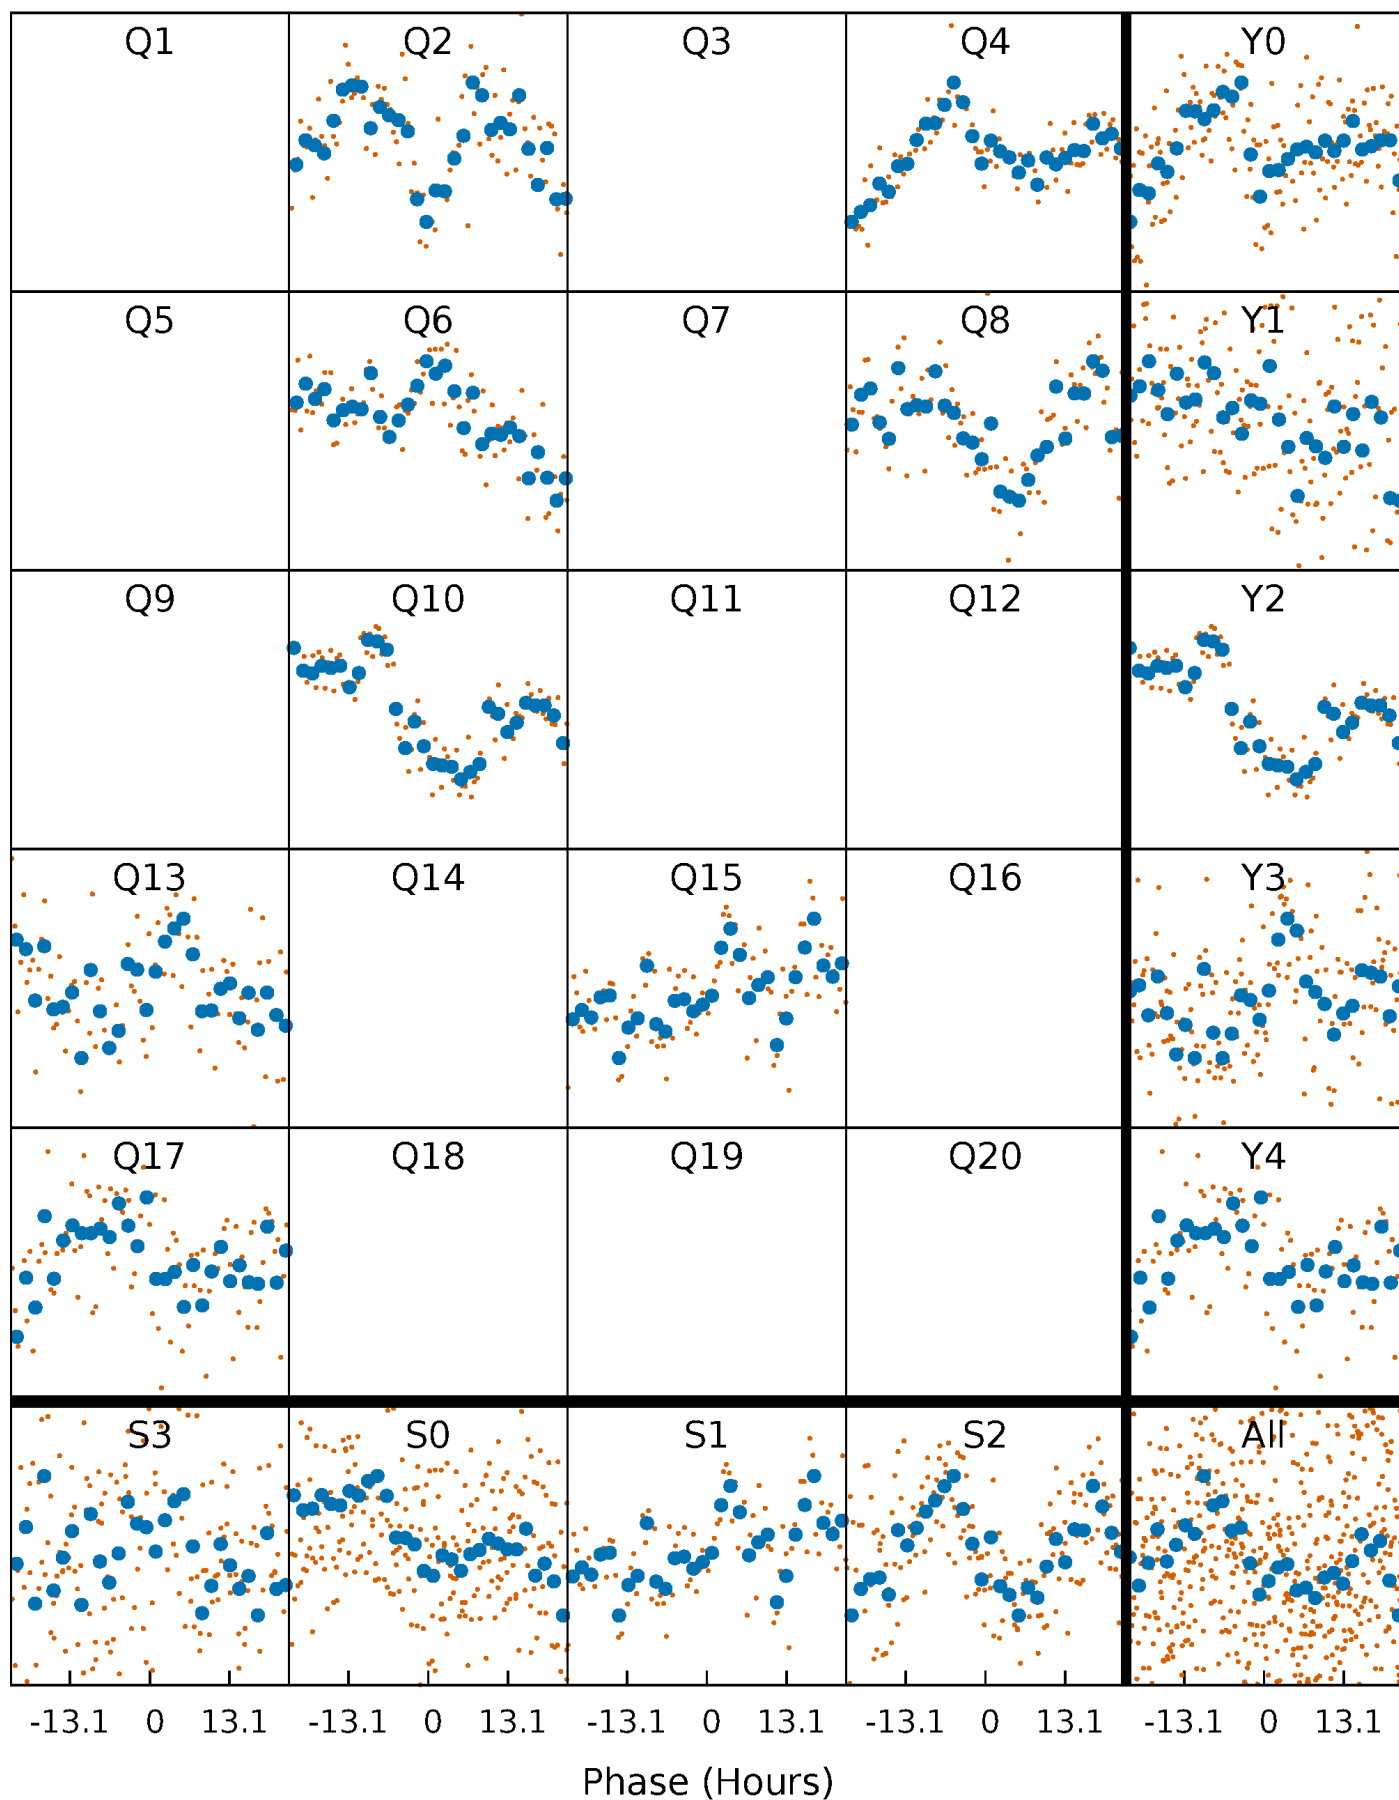 Q1 Q2 Q3 Q4 Y0
Q5 Q6 Q7 Q8 Y1
Q9 Q10 Q11 Q12 Y2
Q13 Q14 Q15 Q16 Y3
Q17 Q18 Q19 Q20 Y4
S3 S0 S1 S2 All
-13.1 0 13.1 -13.1 0 13.1 -13.1 0 13.1 -13.1 0 13.1 -13.1 0 13.1
Phase (Hours)